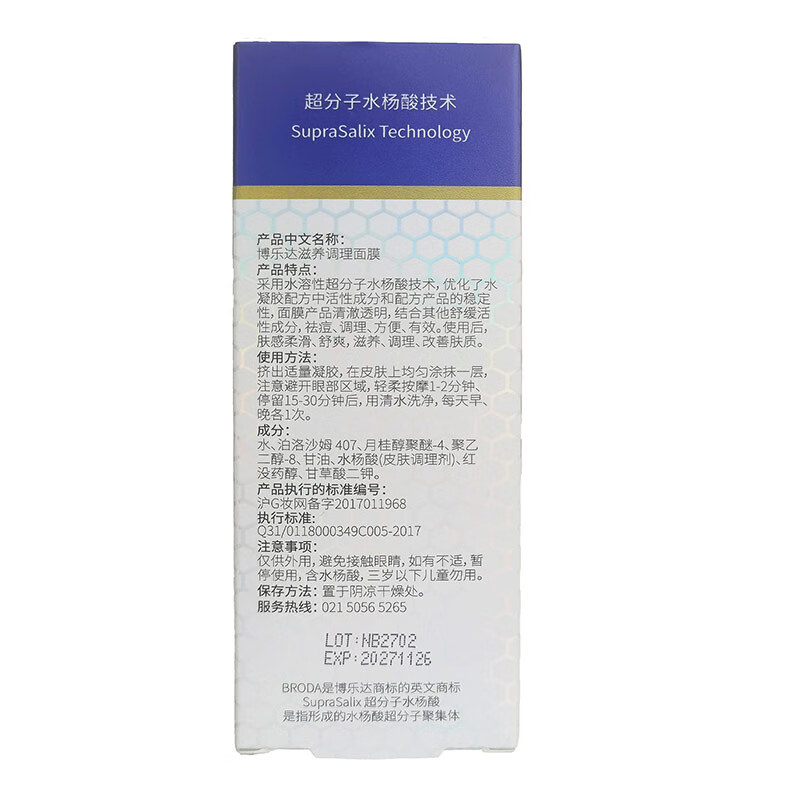 超分子水杨酸技术
SupraSalix Technology
产品中文名称：
博乐达滋养调理面膜
产品特点：
采用水溶性超分子水杨酸技术，优化了水
凝胶配方中活性成分和配方产品的稳定
性，面膜产品清澈透明，结合其他舒缓活
性成分，祛痘、调理、方便、有效。使用后，
肤感柔滑、舒爽，滋养、调理、改善肤质。
使用方法：
挤出适量凝胶，在皮肤上均匀涂抹一层，
注意避开眼部区域，轻柔按摩1-2分钟、
停留15-30分钟后，用清水洗净，每天早、
晚各1次。
成分：
水、泊洛沙姆 407、月桂醇聚醚-4、聚乙
二醇-8、甘油、水杨酸(皮肤调理剂)、红
没药醇、甘草酸二钾。
产品执行的标准编号：
沪G妆网备字2017011968
执行标准:
Q31/0118000349C005-2017
注意事项：
仅供外用，避免接触眼睛，如有不适，暂
停使用，含水杨酸，三岁以下儿童勿用。
保存方法：置于阴凉干燥处。
服务热线：021 5056 5265
LOT:NB2702
EXP:20271126
BRODA是博乐达商标的英文商标
SupraSalix 超分子水杨酸
是指形成的水杨酸超分子聚集体